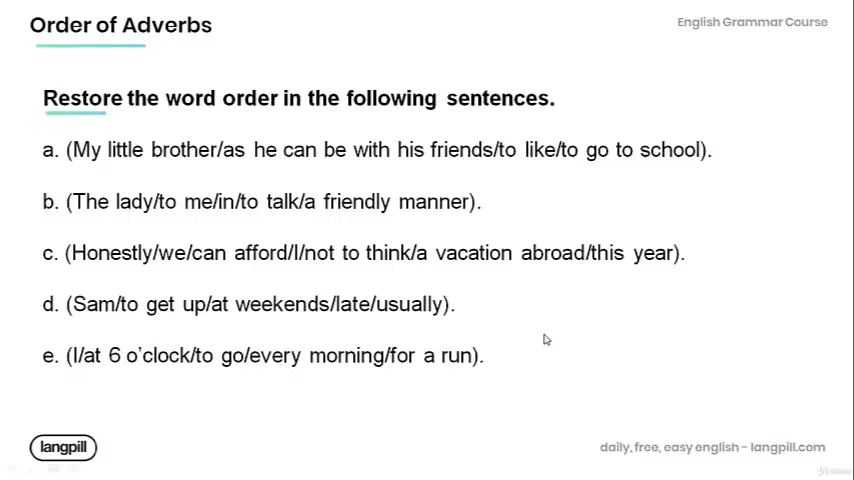 Order of Adverbs
English Grammar Course
Restore the word order in the following sentences.
a. (My little brother/as he can be with his friends/to like/to go to school).
b. (The lady/to me/in/to talk/a friendly manner).
c. (Honestly/we/can afford/I/not to think/a vacation abroad/this year).
d. (Sam/to get up/at weekends/late/usually).
e. (I/at 6 o’clock/to go/every morning/for a run).
langpill
daily, free, easy english - langpill.com